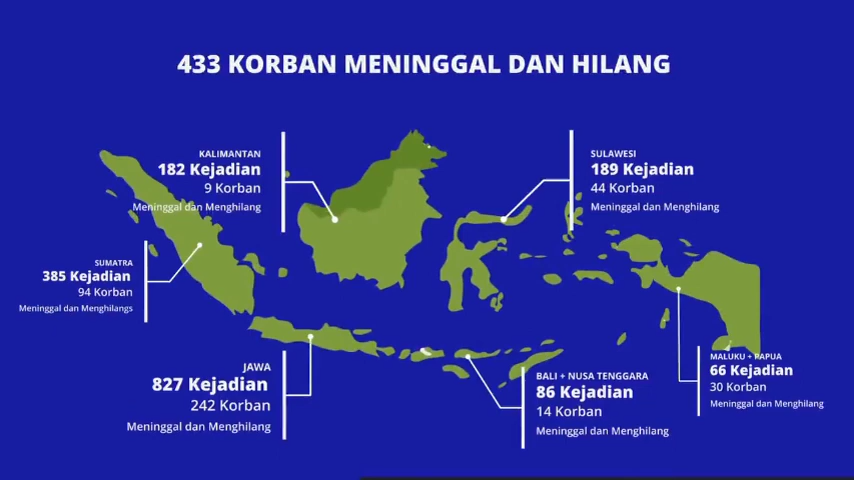 433 KORBAN MENINGGAL DAN HILANG
KALIMANTAN
182 Kejadian
9 Korban
Meninggal dan Menghilang
SULAWESI
189 Kejadian
44 Korban
Meninggal dan Menghilang
SUMATRA
385 Kejadian
94 Korban
Meninggal dan Menghilangs
JAWA
827 Kejadian
242 Korban
Meninggal dan Menghilang
BALI + NUSA TENGGARA
86 Kejadian
14 Korban
Meninggal dan Menghilang
MALUKU + PAPUA
66 Kejadian
30 Korban
Meninggal dan Menghilang